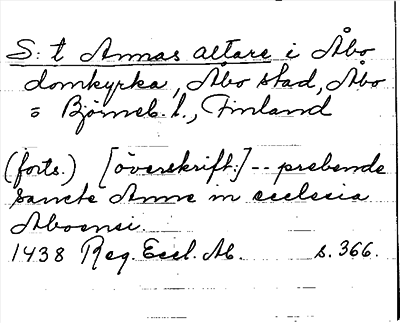 S:t Annas altare i Åbo
domkyrka, Åbo stad, Åbo
o Björneb. l., Finland
(forts.) [överskrift:] -- prebende
sancte Anne in ecclesia
Aboensi.
1438 Reg. Eccl. Ab. s. 366.